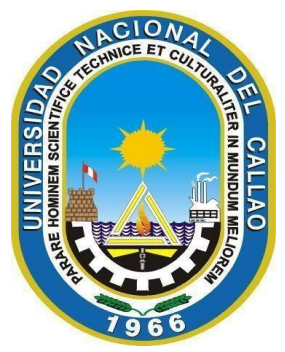 UNIVERSIDAD NACIONAL DEL CALLAO
PARARE HOMINEM SCIENTIFICE TECHNICE ET CULTURALITER IN MUNDUM MELIOREM
1966